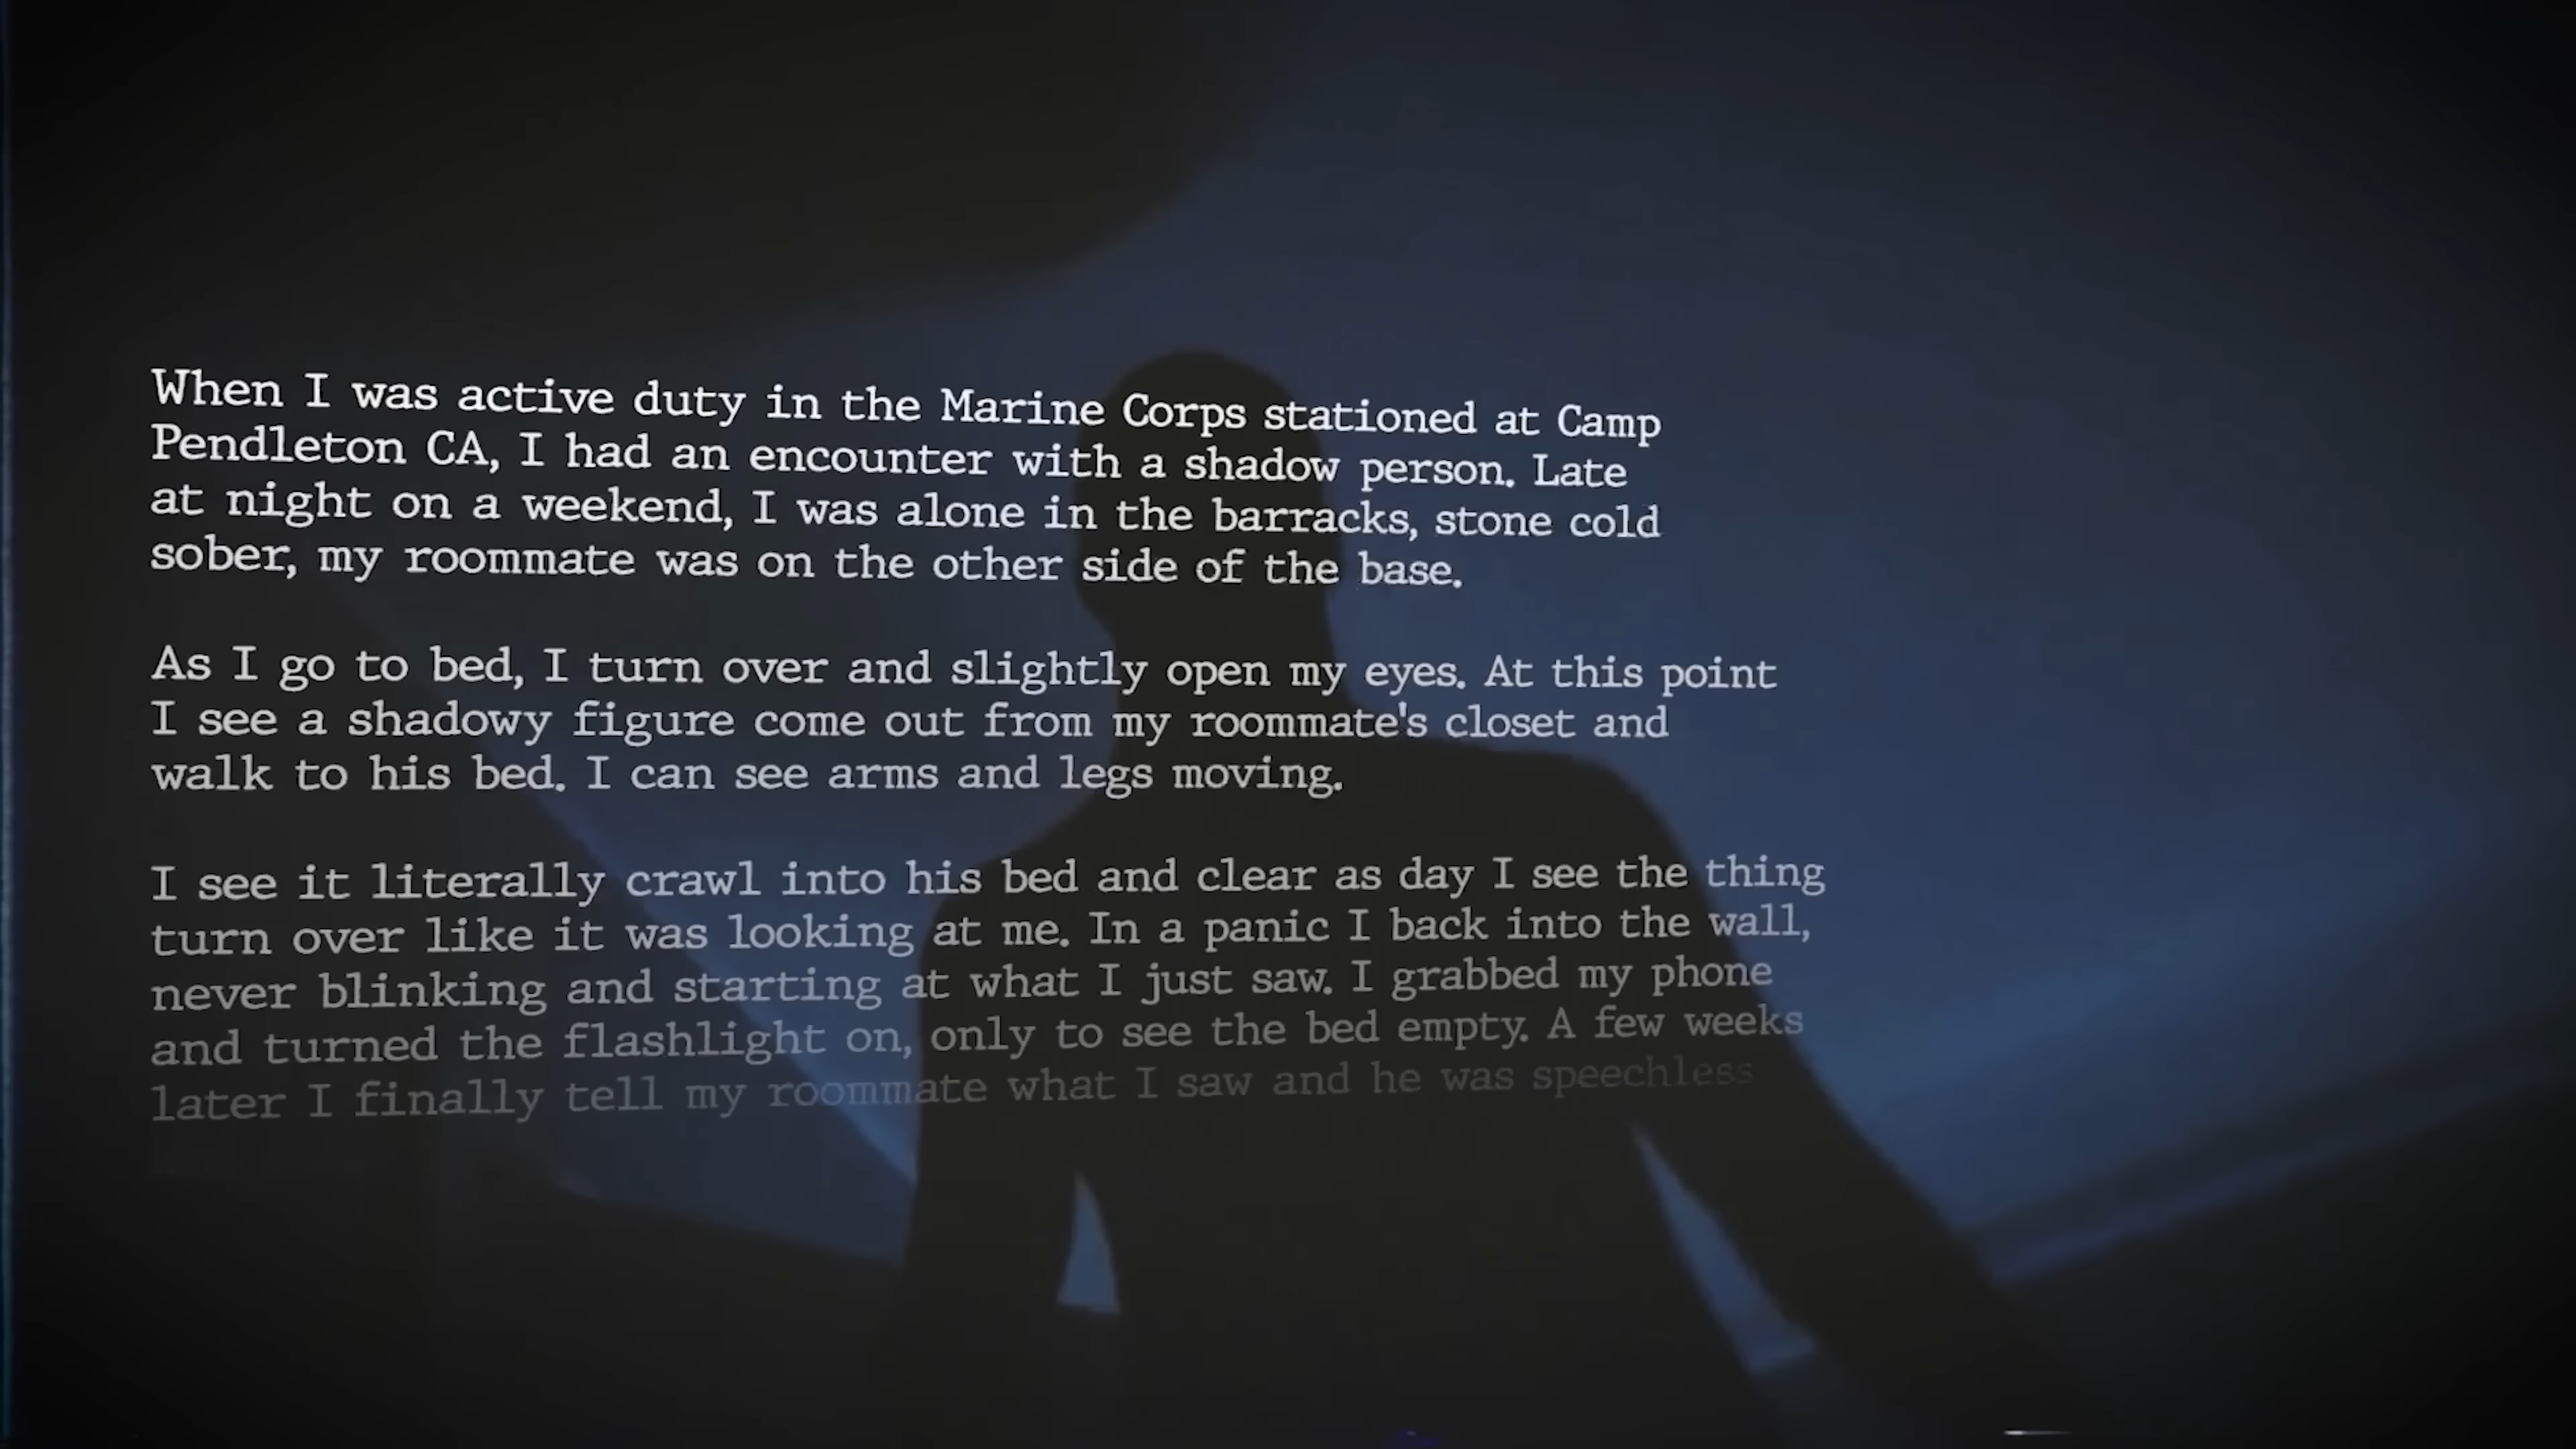 When I was active duty in the Marine Corps stationed at Camp
Pendleton CA, I had an encounter with a shadow person. Late
at night on a weekend, I was alone in the barracks, stone cold
sober, my roommate was on the other side of the base.
As I go to bed, I turn over and slightly open my eyes. At this point
I see a shadowy figure come out from my roommate's closet and
walk to his bed. I can see arms and legs moving.
I see it literally crawl into his bed and clear as day I see the thing
turn over like it was looking at me. In a panic I back into the wall,
never blinking and starting at what I just saw. I grabbed my phone
and turned the flashlight on, only to see the bed empty. A few weeks
later I finally tell my roommate what I saw and he was speechless